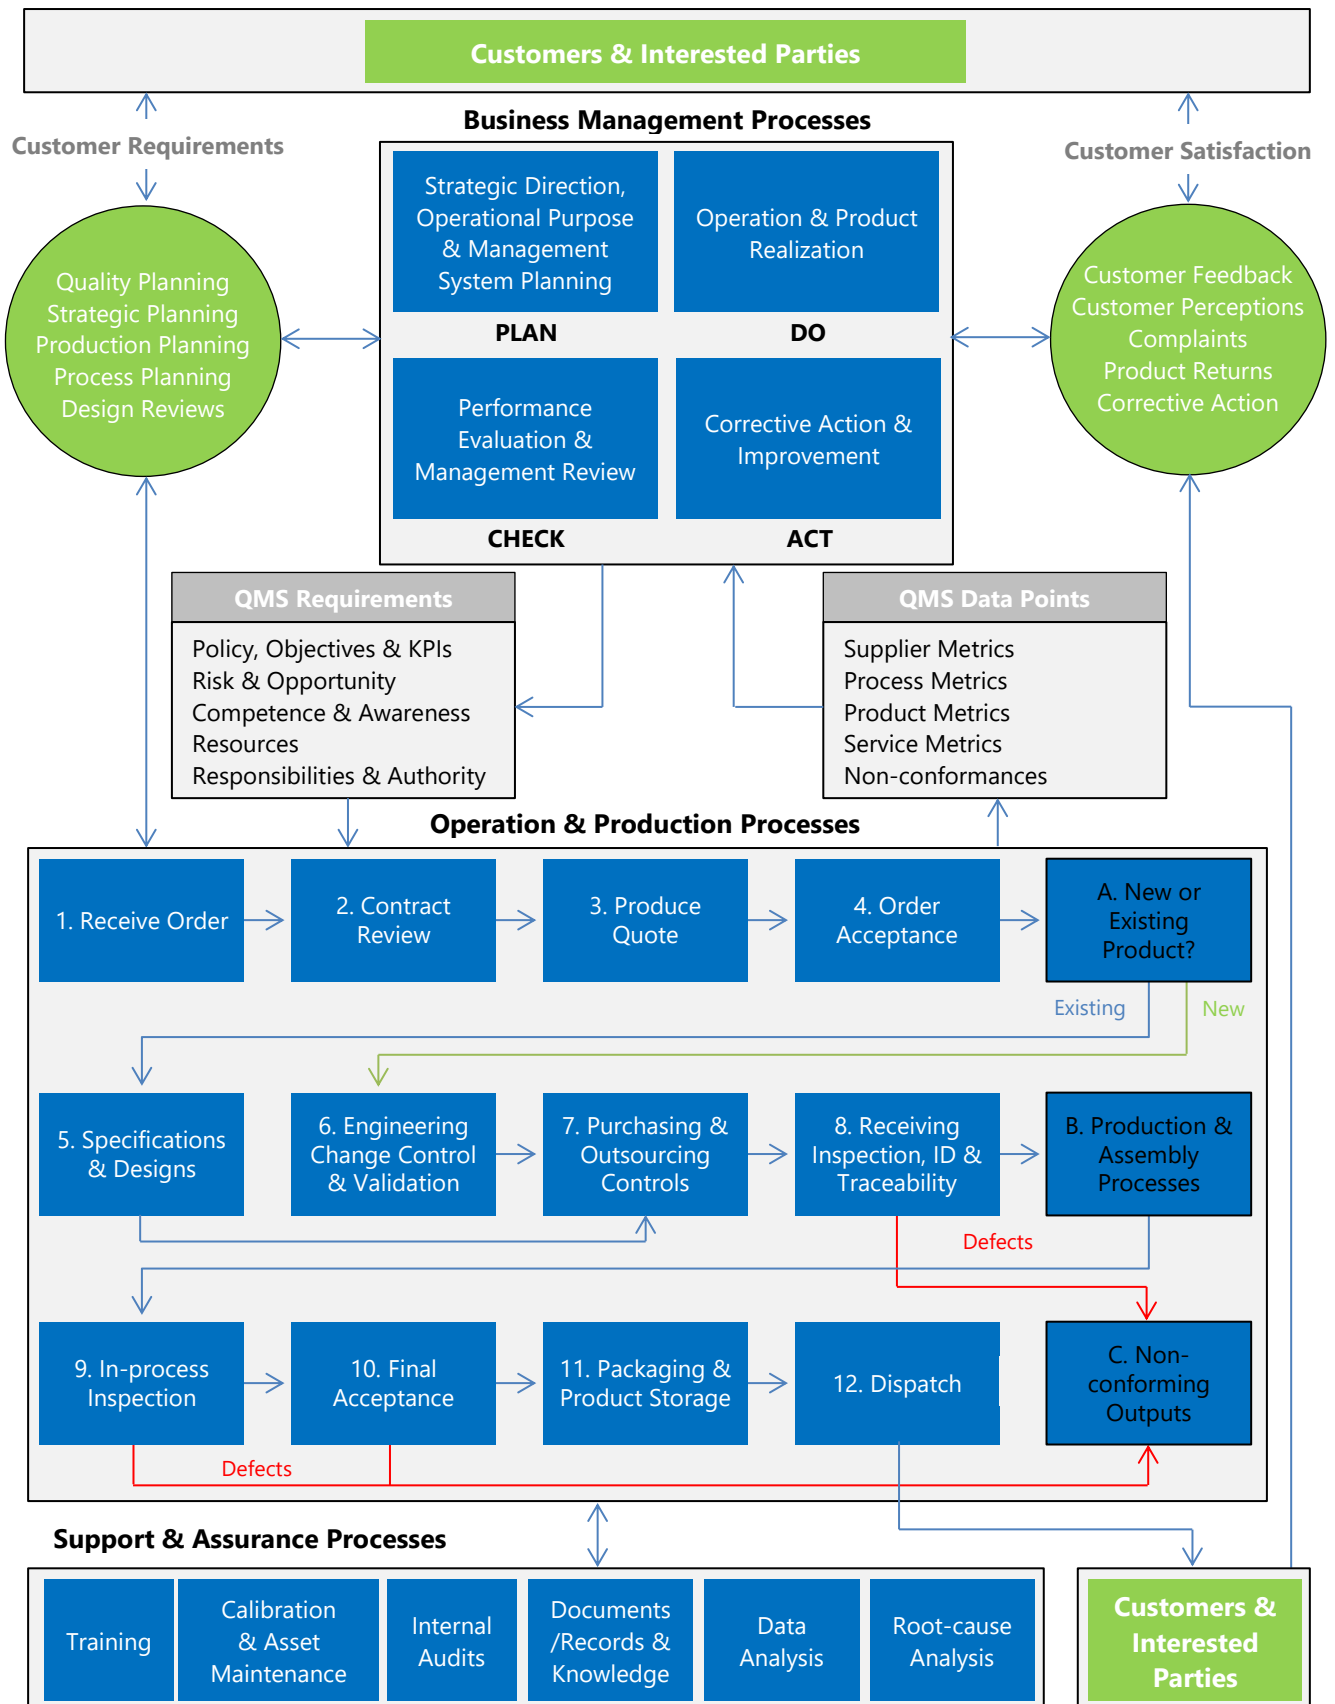 Customers & Interested Parties
Customer Requirements
Business Management Processes
Customer Satisfaction
Quality Planning
Strategic Planning
Production Planning
Process Planning
Design Reviews
Strategic Direction,
Operational Purpose
& Management
System Planning
PLAN
Operation & Product
Realization
DO
Performance
Evaluation &
Management Review
CHECK
Corrective Action &
Improvement
ACT
Customer Feedback
Customer Perceptions
Complaints
Product Returns
Corrective Action
QMS Requirements
Policy, Objectives & KPIs
Risk & Opportunity
Competence & Awareness
Resources
Responsibilities & Authority
QMS Data Points
Supplier Metrics
Process Metrics
Product Metrics
Service Metrics
Non-conformances
Operation & Production Processes
1. Receive Order
2. Contract
Review
3. Produce
Quote
4. Order
Acceptance
A. New or
Existing
Product?
Existing
New
5. Specifications
& Designs
6. Engineering
Change Control
& Validation
7. Purchasing &
Outsourcing
Controls
8. Receiving
Inspection, ID &
Traceability
B. Production &
Assembly
Processes
Defects
9. In-process
Inspection
10. Final
Acceptance
11. Packaging &
Product Storage
12. Dispatch
C. Non-
conforming
Outputs
Defects
Support & Assurance Processes
Training
Calibration
& Asset
Maintenance
Internal
Audits
Documents
/Records &
Knowledge
Data
Analysis
Root-cause
Analysis
Customers &
Interested
Parties